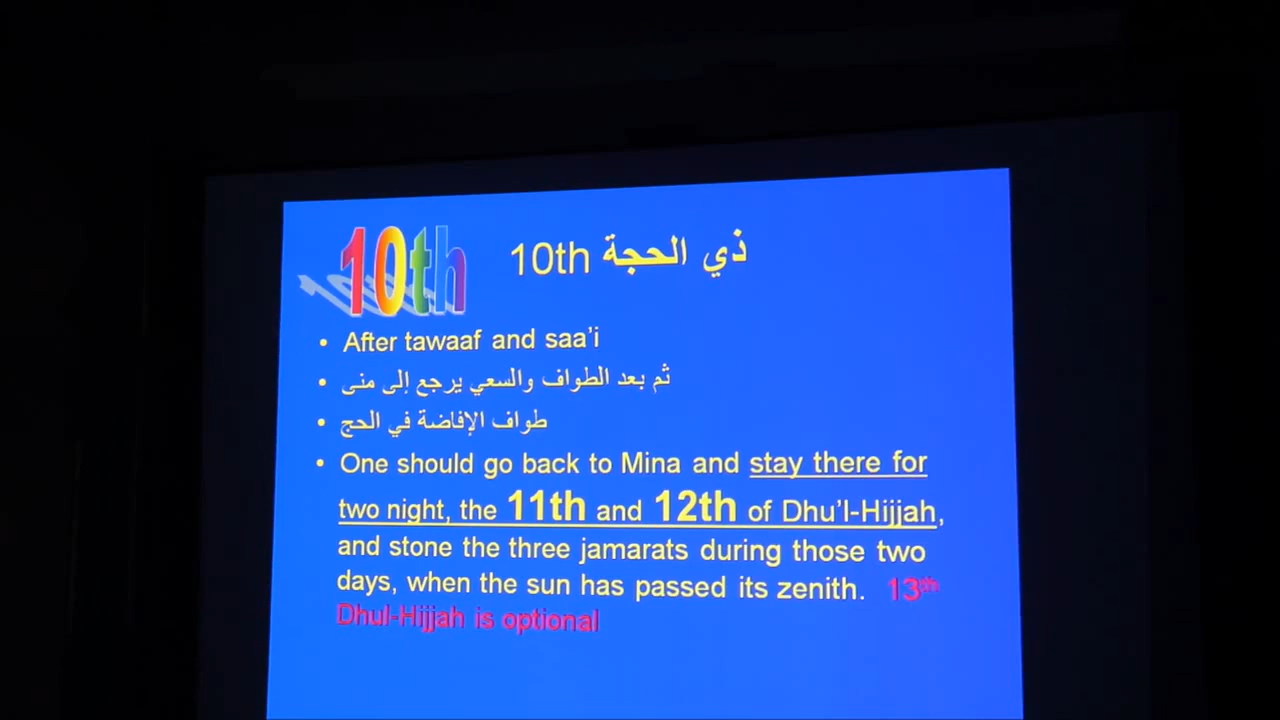 10th
10th ذي الحجة
• After tawaaf and saa’i
• ثم بعد الطواف والسعي يرجع إلى منى
• طواف الإفاضة في الحج
• One should go back to Mina and stay there for
two night, the 11th and 12th of Dhu’l-Hijjah,
and stone the three jamarats during those two
days, when the sun has passed its zenith. 13th
Dhul-Hijjah is optional